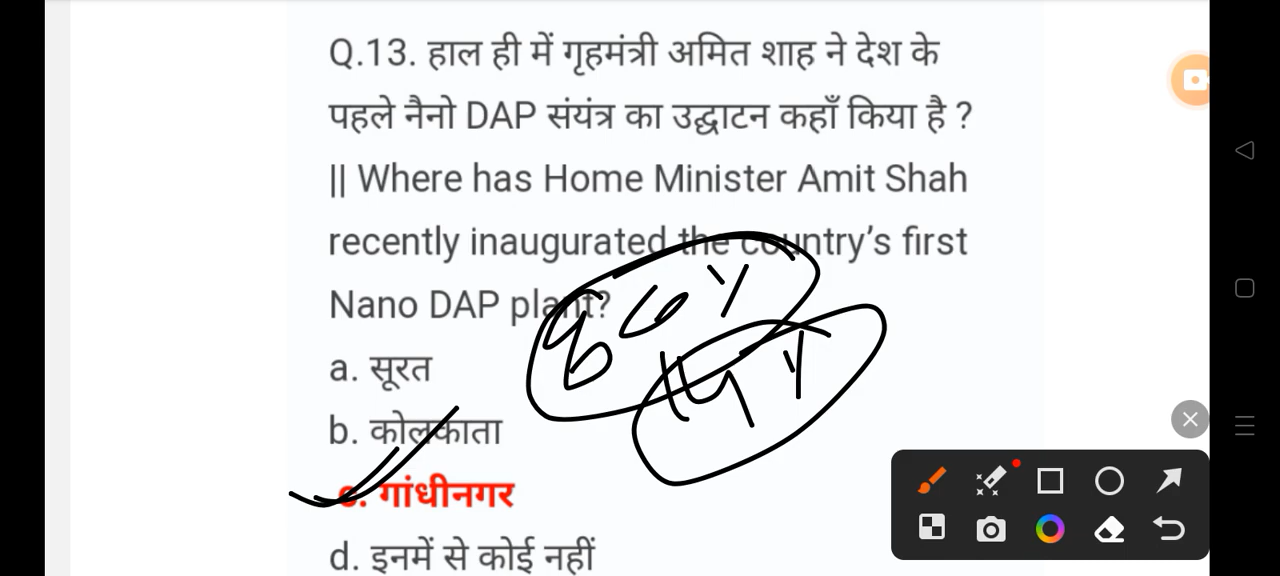 Q.13. हाल ही में गृहमंत्री अमित शाह ने देश के
पहले नैनो DAP संयंत्र का उद्घाटन कहाँ किया है ?
|| Where has Home Minister Amit Shah
recently inaugurated the country’s first
Nano DAP plant?
a. सूरत
b. कोलकाता
c. गांधीनगर
d. इनमें से कोई नहीं